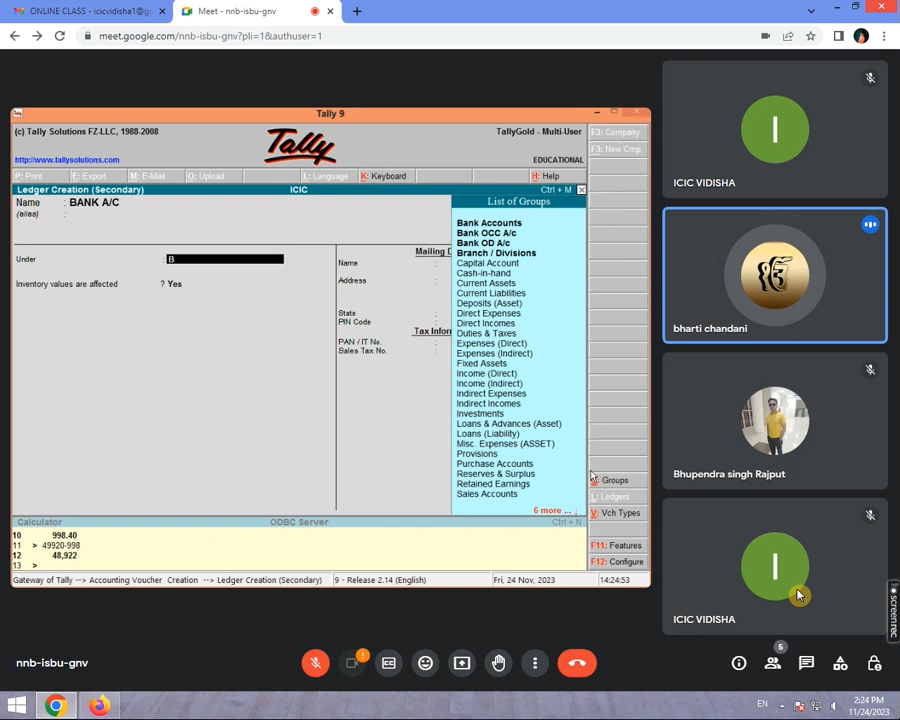 ONLINE CLASS - icicvidisha1@g
Meet - nnb-isbu-gnv
meet.google.com/nnb-isbu-gnv?pli=1&authuser=1
Tally 9
(c) Tally Solutions FZ-LLC, 1988-2008
Tally
TallyGold - Multi-User
http://www.tallysolutions.com
EDUCATIONAL
P: Print
E: Export
M: E-Mail
O: Upload
L: Language
K: Keyboard
H: Help
Ledger Creation (Secondary)
ICIC
Ctrl + M
Name : BANK A/C
(alias) :
Under : B
Inventory values are affected ? Yes
Mailing D
Name :
Address :
State :
PIN Code :
Tax Infor
PAN / IT No. :
Sales Tax No. :
List of Groups
Bank Accounts
Bank OCC A/c
Bank OD A/c
Branch / Divisions
Capital Account
Cash-in-hand
Current Assets
Current Liabilities
Deposits (Asset)
Direct Expenses
Direct Incomes
Duties & Taxes
Expenses (Direct)
Expenses (Indirect)
Fixed Assets
Income (Direct)
Income (Indirect)
Indirect Expenses
Indirect Incomes
Investments
Loans & Advances (Asset)
Loans (Liability)
Misc. Expenses (ASSET)
Provisions
Purchase Accounts
Reserves & Surplus
Retained Earnings
Sales Accounts
6 more ... ↓
F3: Company
F3: New Cmp
Groups
L: Ledgers
V: Vch Types
F11: Features
F12: Configure
Calculator
ODBC Server
Ctrl + N
10 998.40
11 > 49920-998
12 48,922
13 >
Gateway of Tally --> Accounting Voucher Creation --> Ledger Creation (Secondary)
9 - Release 2.14 (English)
Fri, 24 Nov, 2023
14:24:53
I
ICIC VIDISHA
ੴ
bharti chandani
Bhupendra singh Rajput
I
ICIC VIDISHA
screen rec
nnb-isbu-gnv
!
5
EN
2:24 PM
11/24/2023